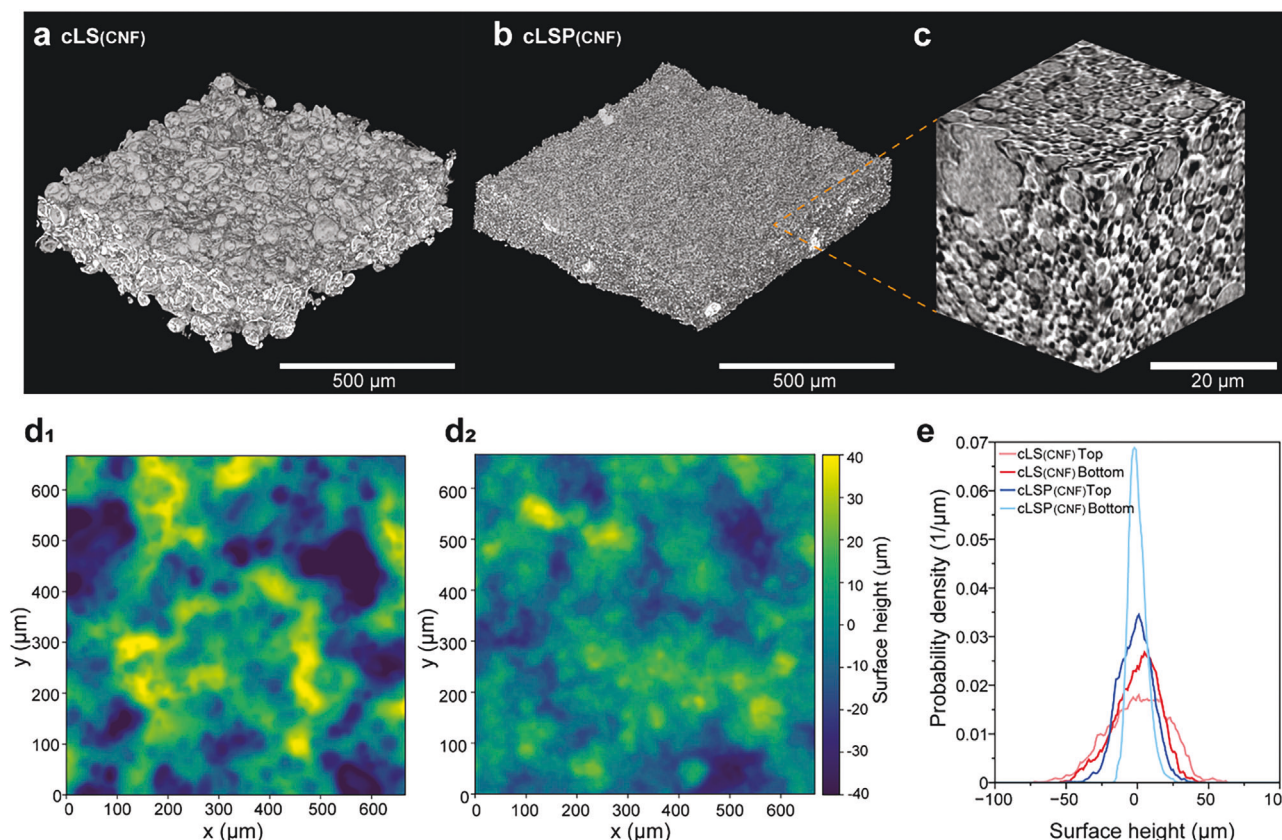 a cLS(CNF)
b cLSP(CNF)
c
500 µm
500 µm
20 µm
d₁
d₂
e
600
500
400
300
200
100
0
y (µm)
0 100 200 300 400 500 600
x (µm)
600
500
400
300
200
100
0
y (µm)
0 100 200 300 400 500 600
x (µm)
40
30
20
10
0
-10
-20
-30
-40
Surface height (µm)
0.07
0.06
0.05
0.04
0.03
0.02
0.01
0
Probability density (1/µm)
cLS(CNF) Top
cLS(CNF) Bottom
cLSP(CNF)Top
cLSP(CNF) Bottom
−100 −50 0 50 100
Surface height (µm)